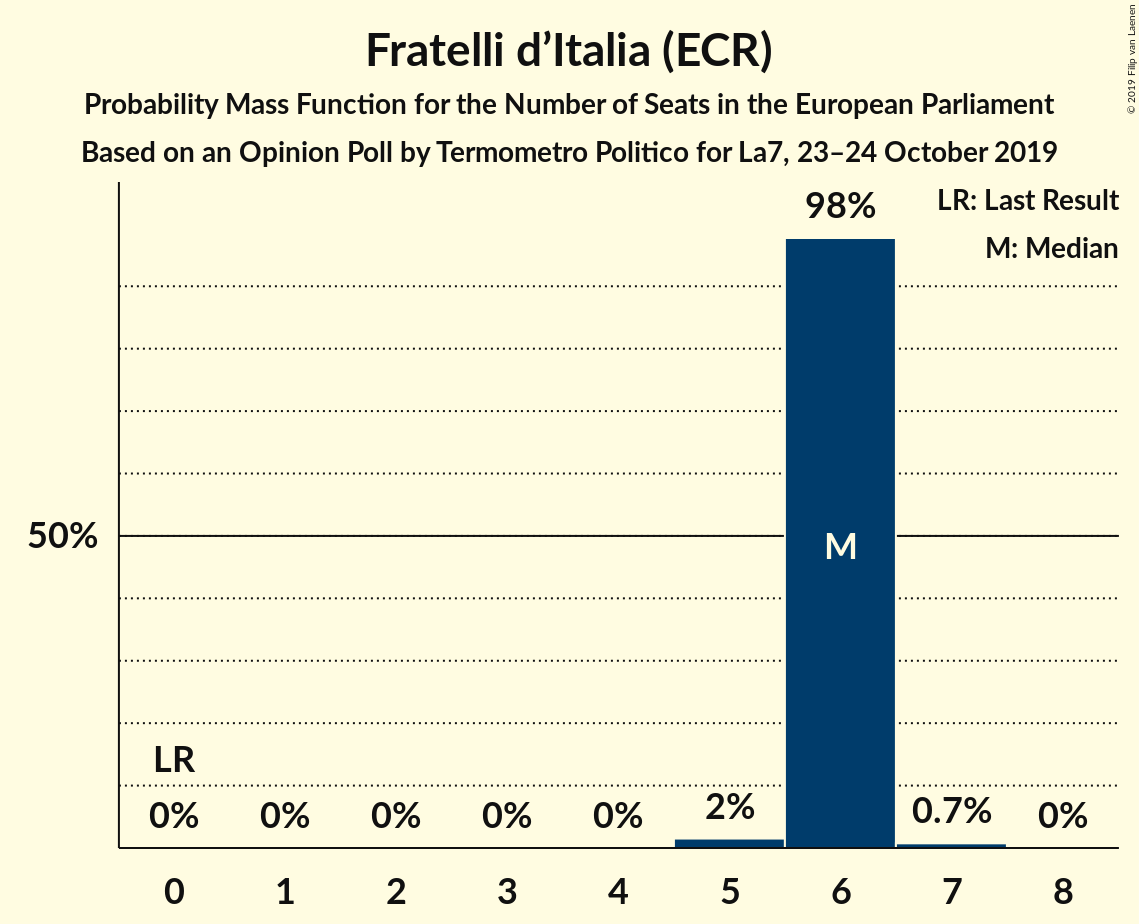 Fratelli d’Italia (ECR)
Probability Mass Function for the Number of Seats in the European Parliament
Based on an Opinion Poll by Termometro Politico for La7, 23–24 October 2019
© 2019 Filip van Laenen
LR: Last Result
M: Median
98%
50%
M
LR
0% 0% 0% 0% 0% 2% 0.7% 0%
0 1 2 3 4 5 6 7 8